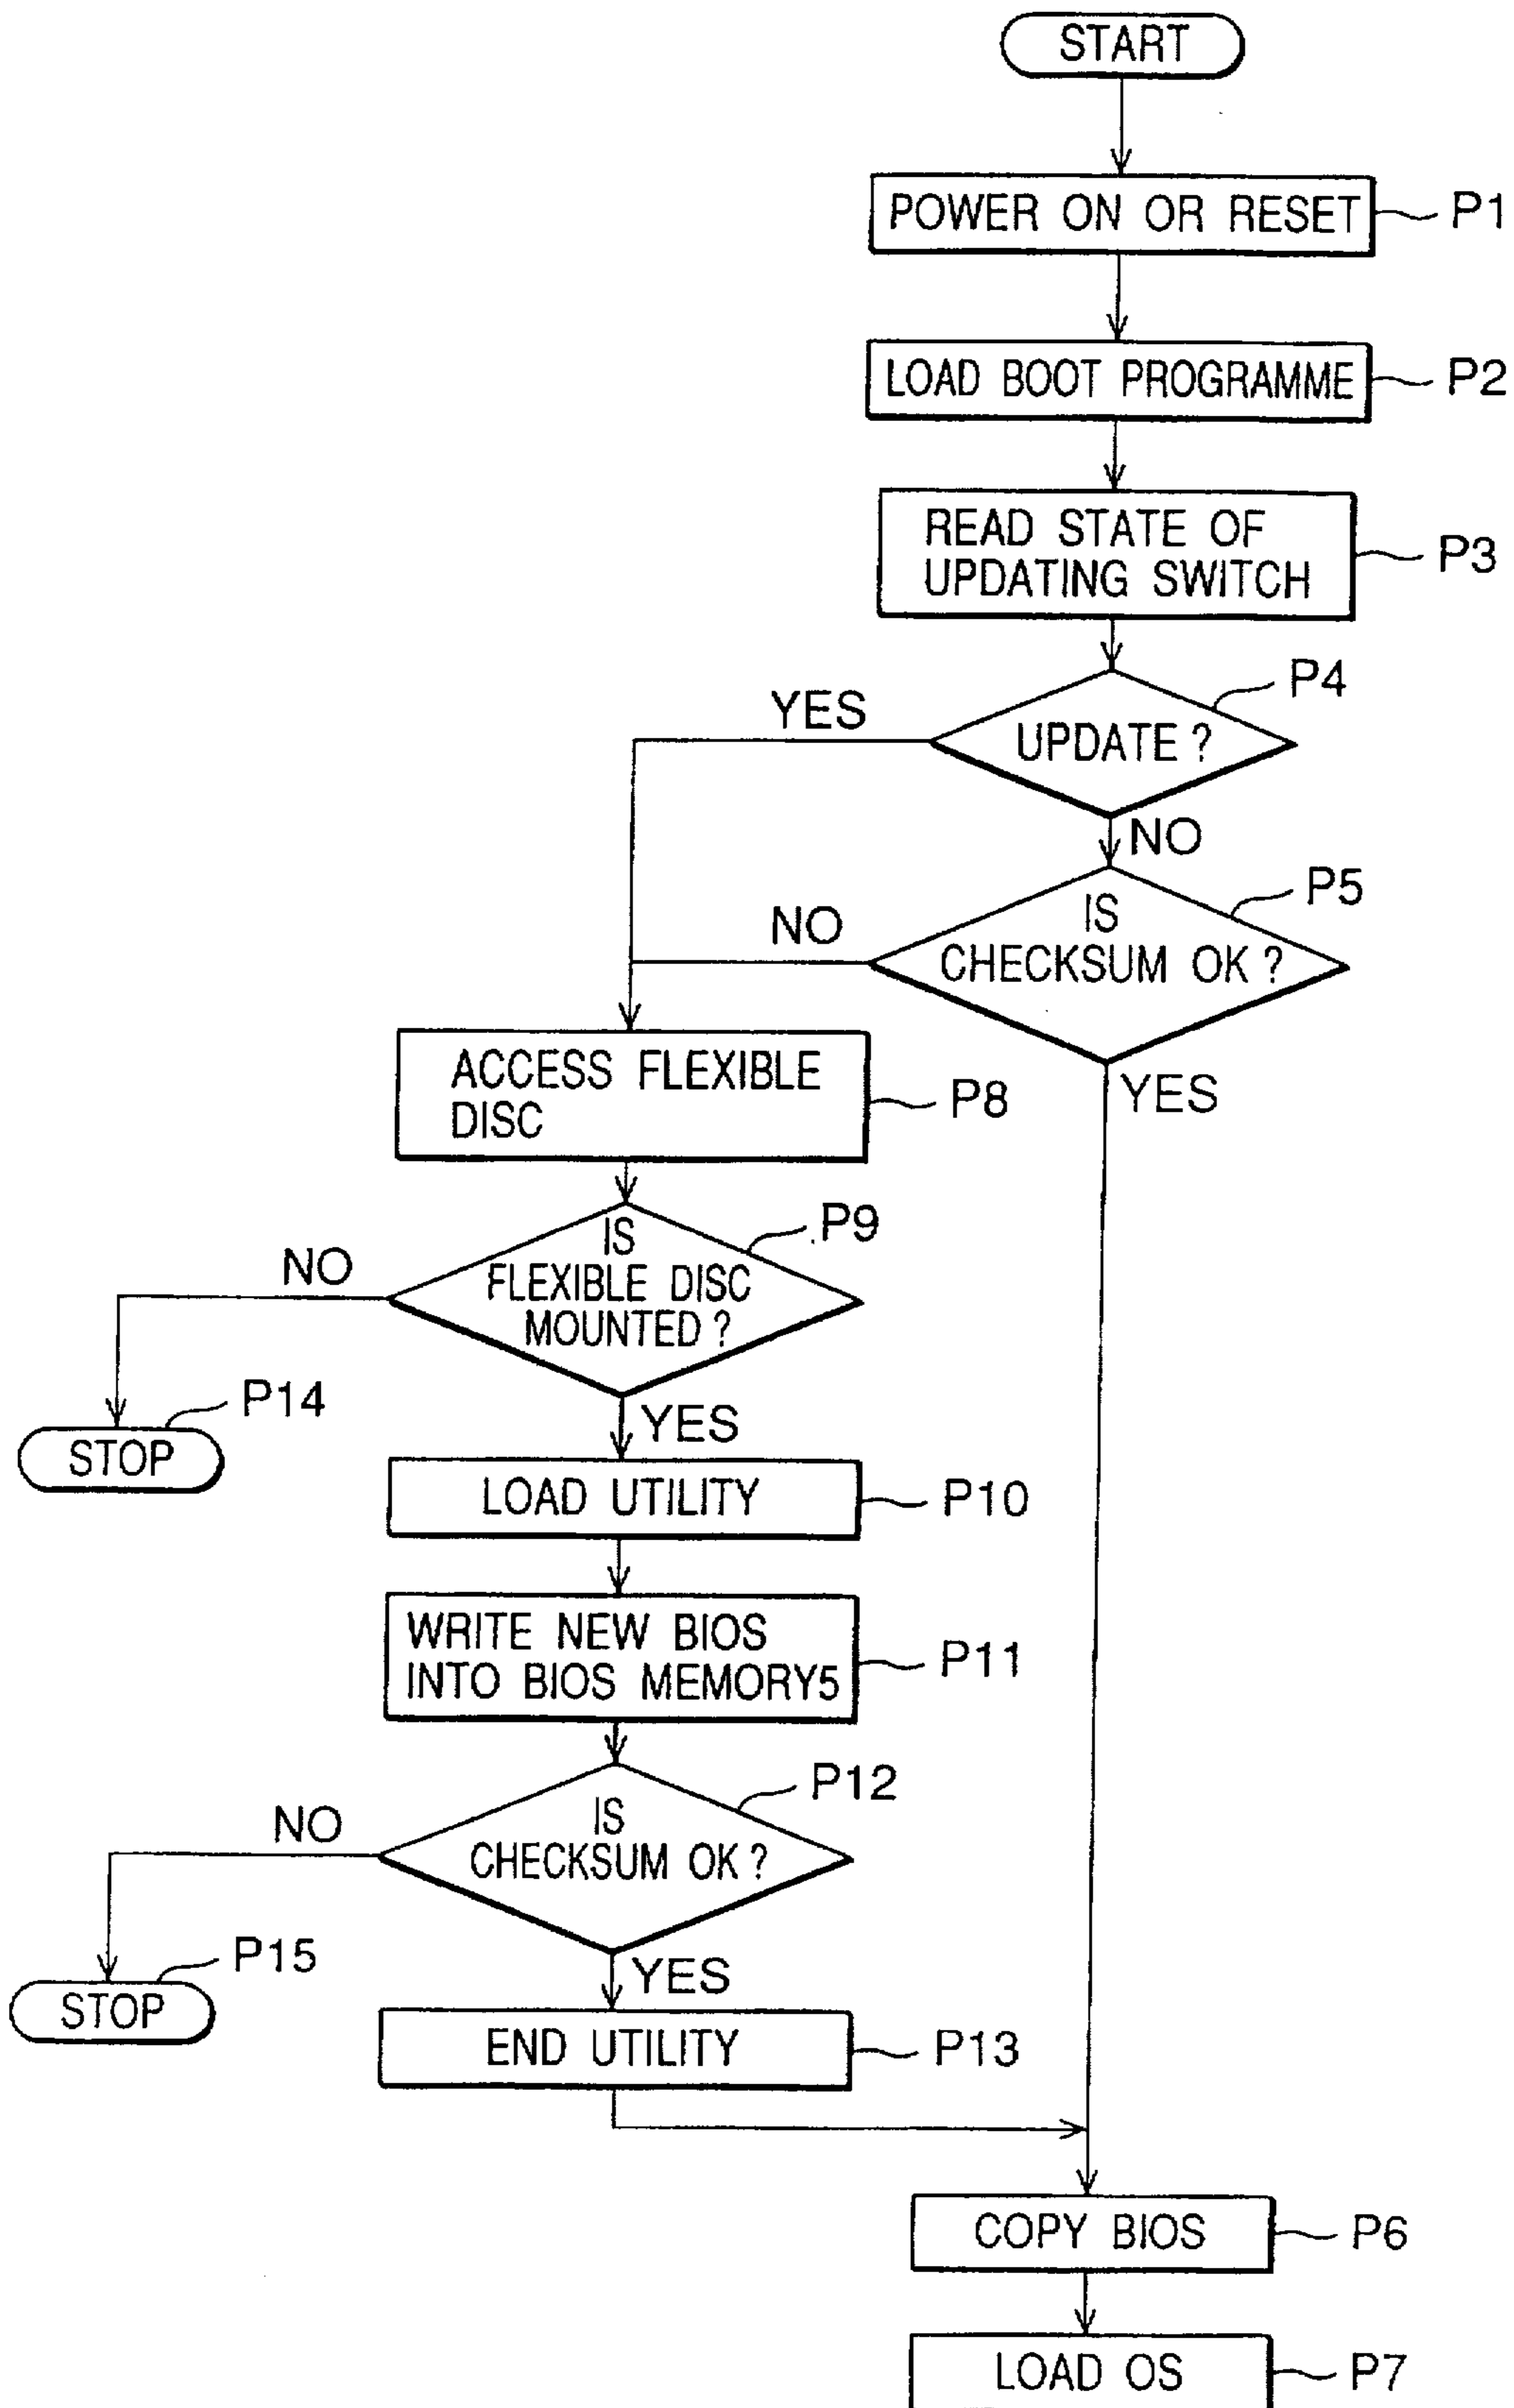 START
POWER ON OR RESET
P1
LOAD BOOT PROGRAMME
P2
READ STATE OF
UPDATING SWITCH
P3
P4
YES
UPDATE ?
NO
P5
NO
IS
CHECKSUM OK ?
YES
ACCESS FLEXIBLE
DISC
P8
P9
NO
IS
FLEXIBLE DISC
MOUNTED ?
P14
STOP
YES
LOAD UTILITY
P10
WRITE NEW BIOS
INTO BIOS MEMORY5
P11
P12
NO
IS
CHECKSUM OK ?
P15
STOP
YES
END UTILITY
P13
COPY BIOS
P6
LOAD OS
P7